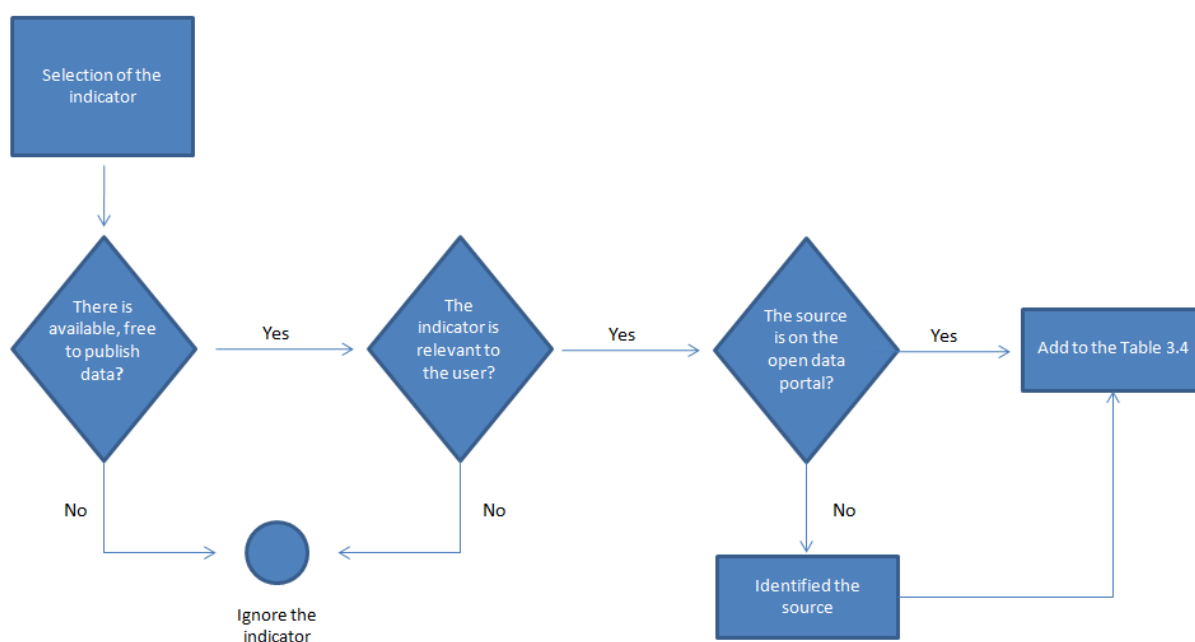 Selection of the
indicator
There is
available, free
to publish
data?
Yes
The
indicator is
relevant to
the user?
Yes
The source
is on the
open data
portal?
Yes
Add to the Table 3.4
No
No
No
Ignore the
indicator
Identified the
source